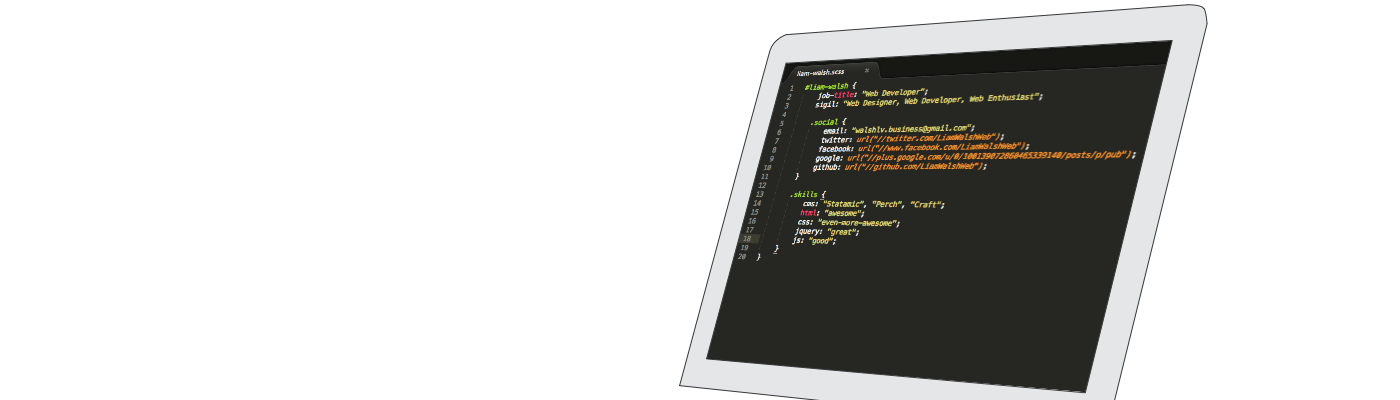 liam-walsh.scss x
1 #liam-walsh {
2 job-title: "Web Developer";
3 sigil: "Web Designer, Web Developer, Web Enthusiast";
4
5 .social {
6 email: "walshlv.business@gmail.com";
7 twitter: url("//twitter.com/LiamWalshWeb");
8 facebook: url("//www.facebook.com/LiamWalshWeb");
9 google: url("//plus.google.com/u/0/100139072860465339140/posts/p/pub");
10 github: url("//github.com/LiamWalshWeb");
11 }
12
13 .skills {
14 cms: "Statamic", "Perch", "Craft";
15 html: "awesome";
16 css: "even-more-awesome";
17 jquery: "great";
18 js: "good";
19 }
20 }